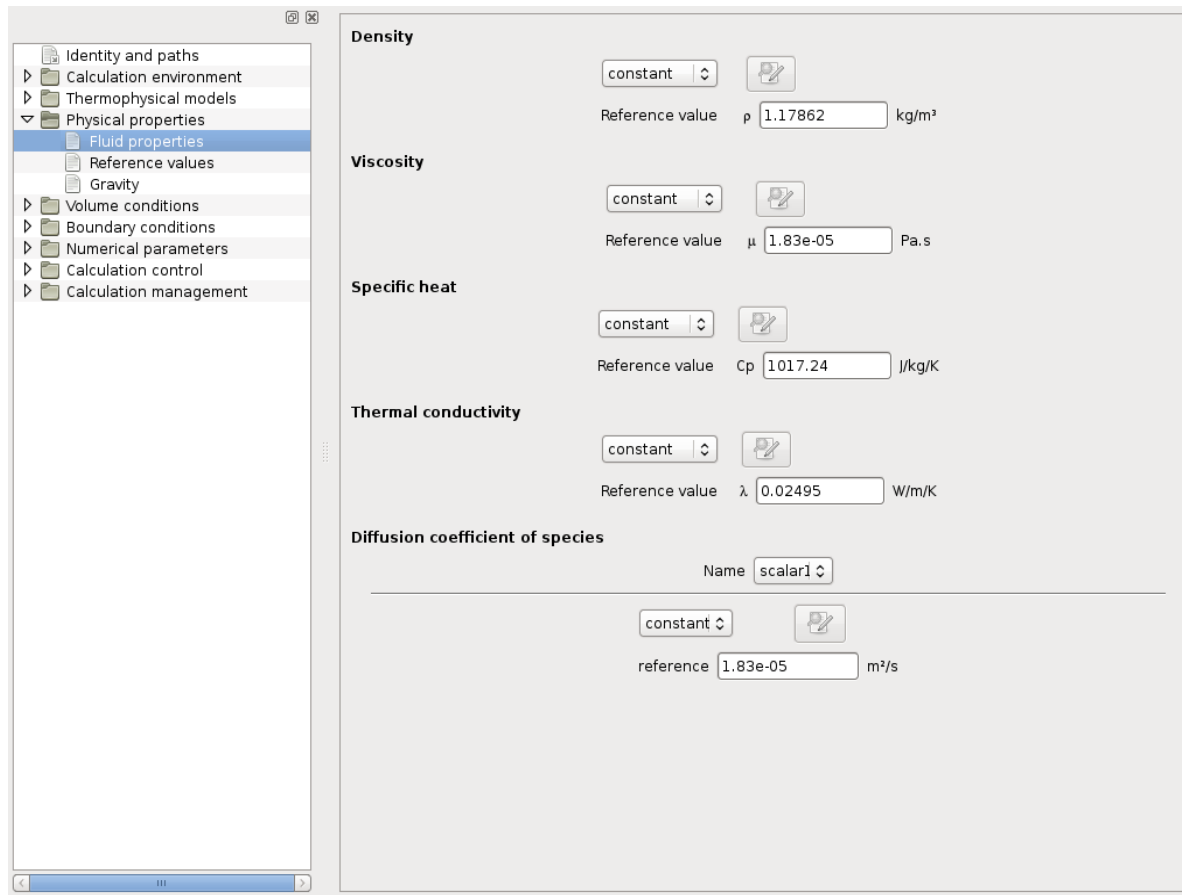 Identity and paths
Calculation environment
Thermophysical models
Physical properties
Fluid properties
Reference values
Gravity
Volume conditions
Boundary conditions
Numerical parameters
Calculation control
Calculation management
Density
constant
Reference value ρ 1.17862 kg/m³
Viscosity
constant
Reference value μ 1.83e-05 Pa.s
Specific heat
constant
Reference value Cp 1017.24 J/kg/K
Thermal conductivity
constant
Reference value λ 0.02495 W/m/K
Diffusion coefficient of species
Name scalar1
constant
reference 1.83e-05 m²/s